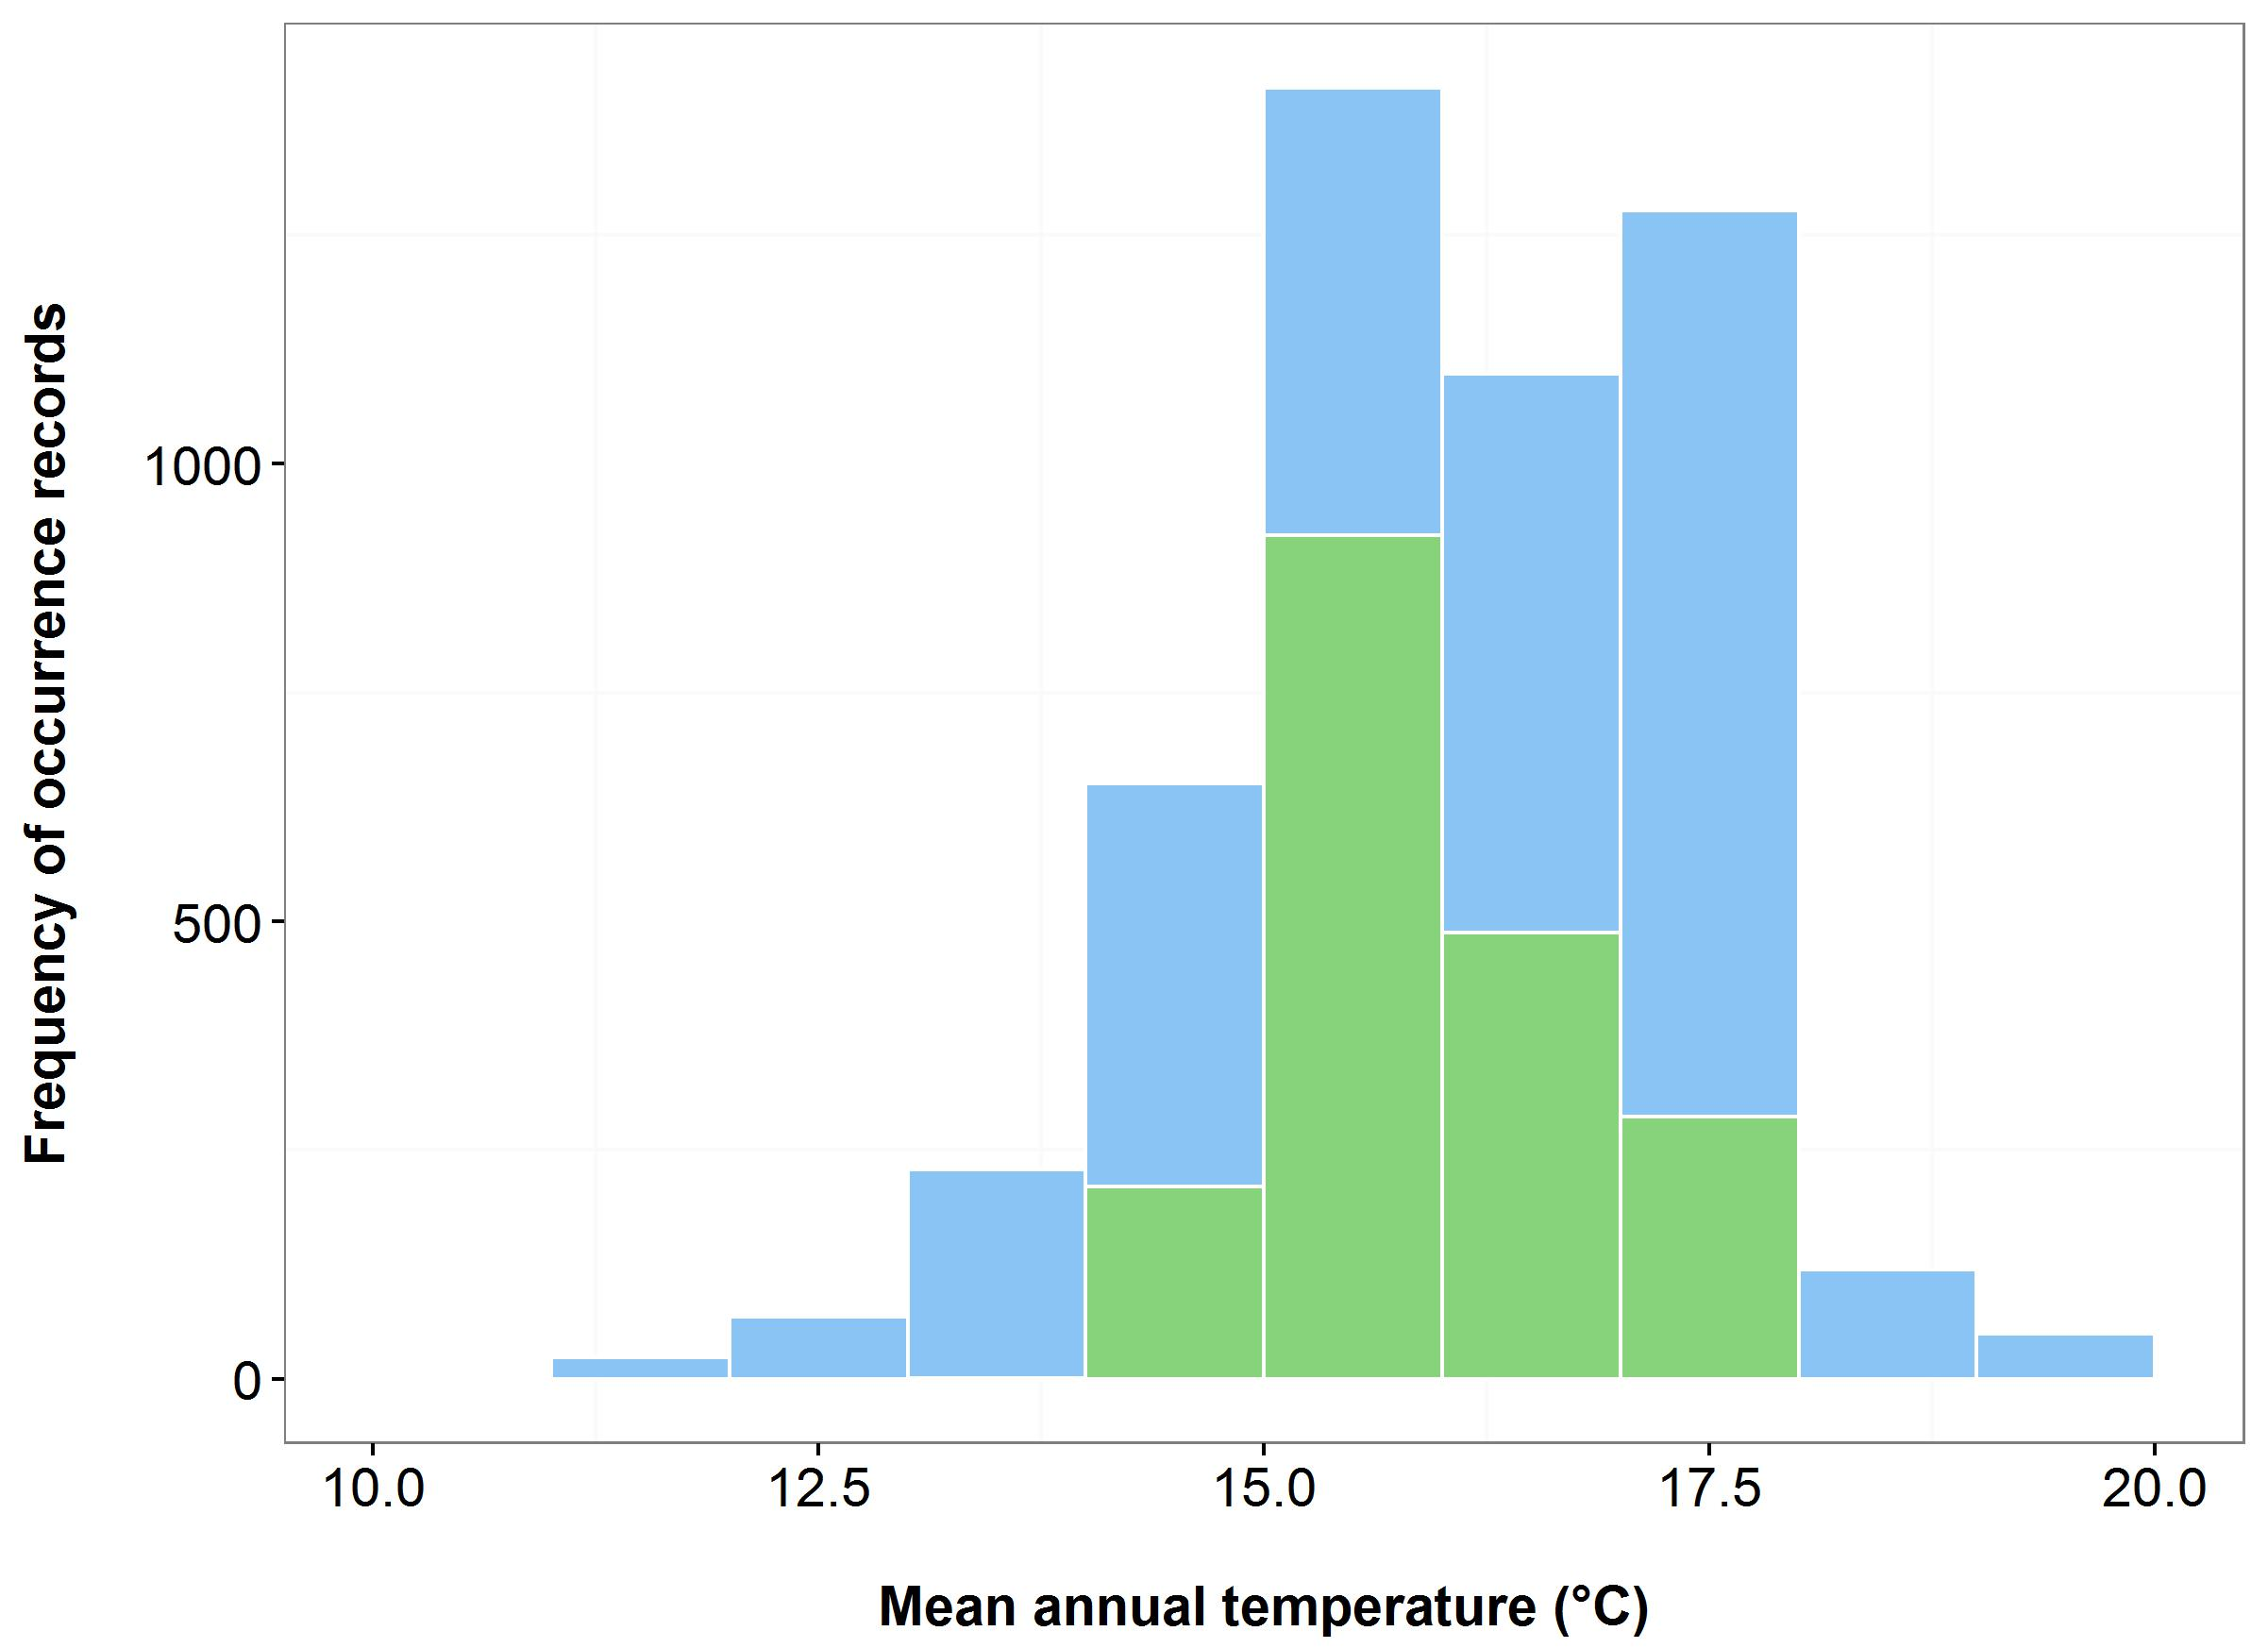 Frequency of occurrence records
1000
500
0
10.0 12.5 15.0 17.5 20.0
Mean annual temperature (°C)